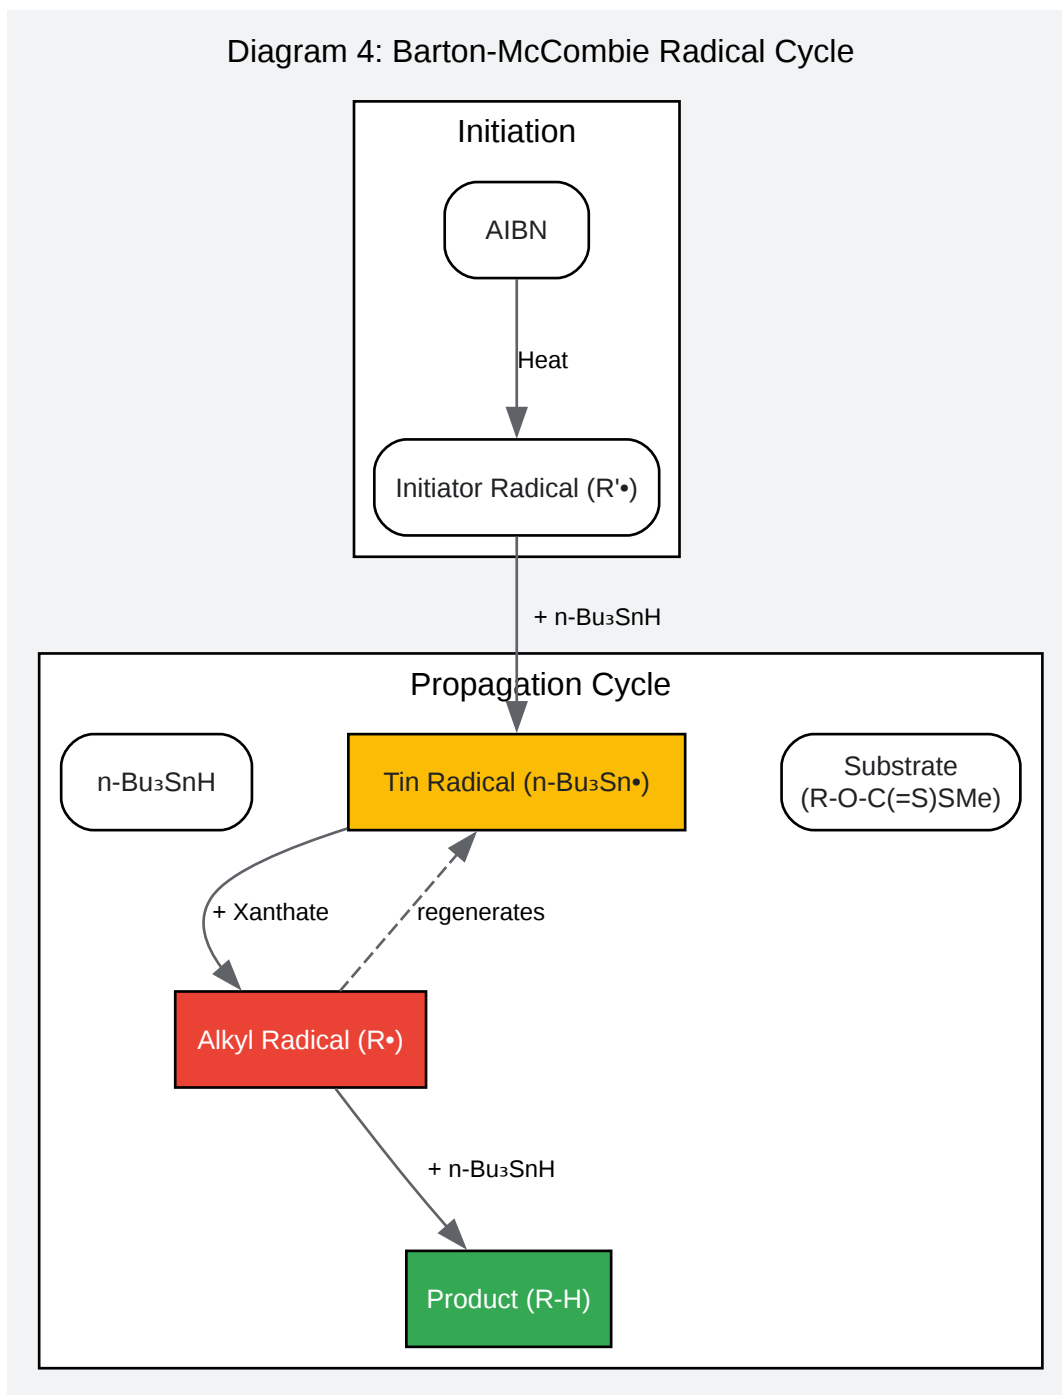 Diagram 4: Barton-McCombie Radical Cycle
Initiation
AIBN
Heat
Initiator Radical (R'•)
+ n-Bu₃SnH
Propagation Cycle
n-Bu₃SnH
Tin Radical (n-Bu₃Sn•)
Substrate
(R-O-C(=S)SMe)
+ Xanthate
regenerates
Alkyl Radical (R•)
+ n-Bu₃SnH
Product (R-H)